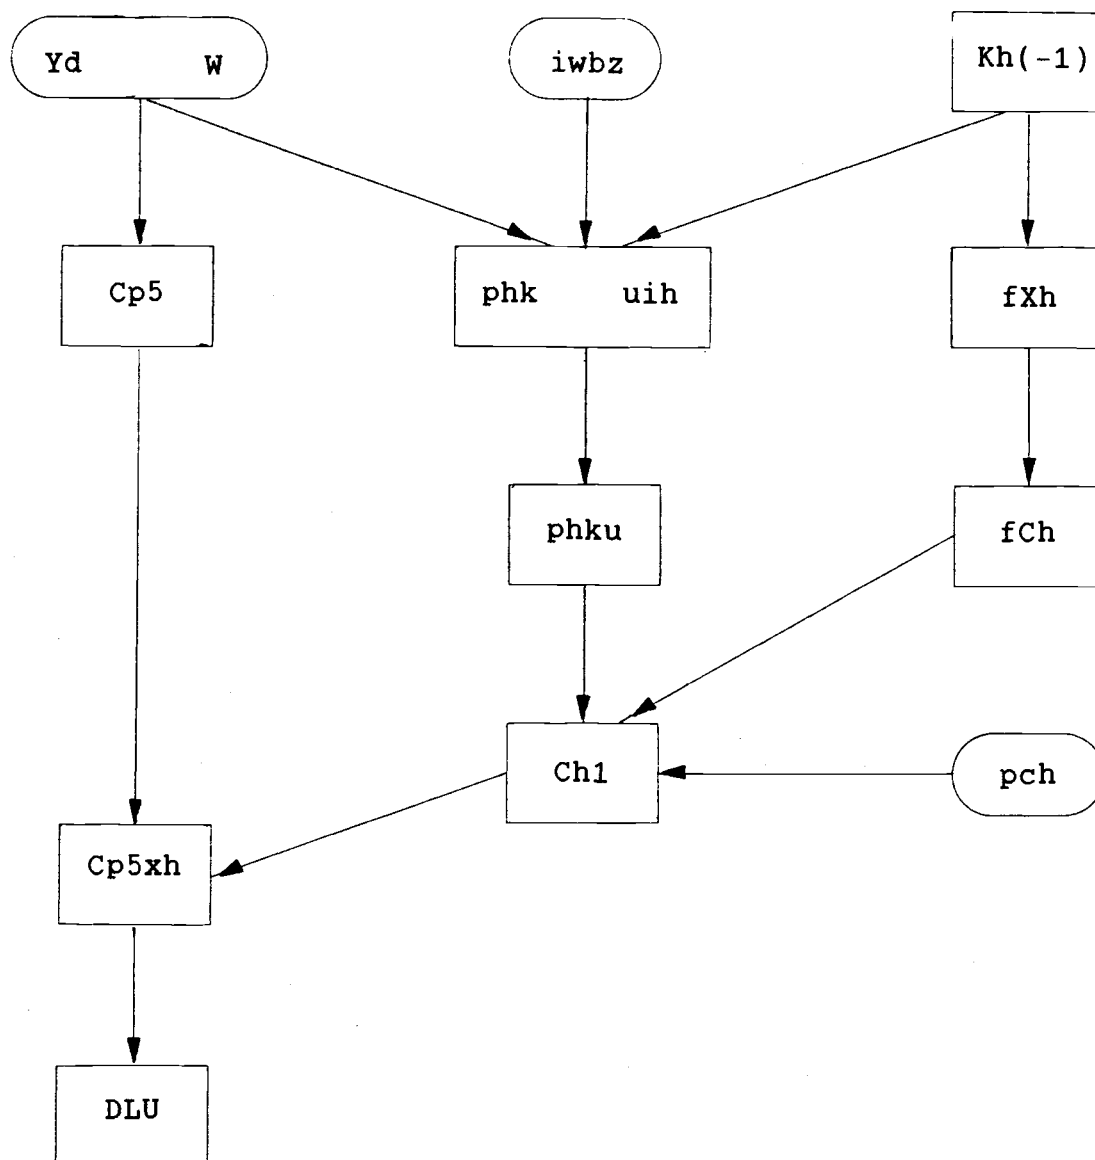 Yd W
iwbz
Kh(-1)
Cp5
phk uih
fXh
phku
fCh
Ch1
pch
Cp5xh
DLU